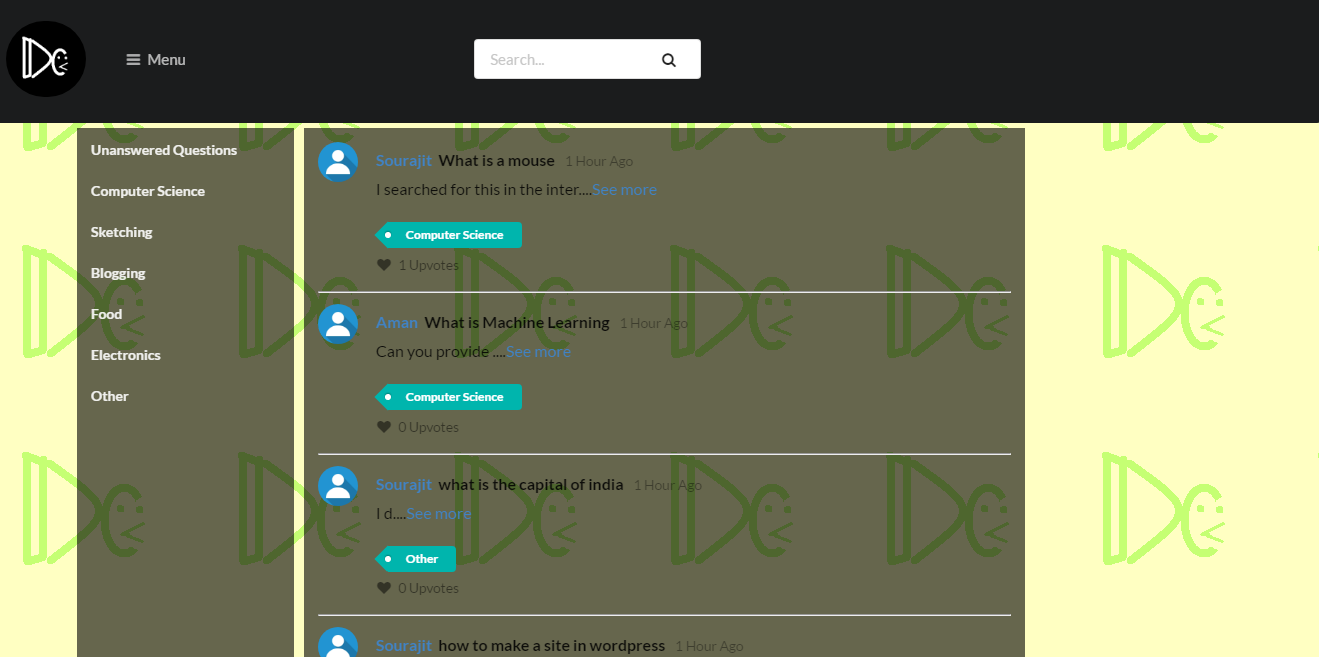 Menu
Search...
Unanswered Questions
Computer Science
Sketching
Blogging
Food
Electronics
Other
Sourajit What is a mouse 1 Hour Ago
I searched for this in the inter....See more
Computer Science
1 Upvotes
Aman What is Machine Learning 1 Hour Ago
Can you provide ....See more
Computer Science
0 Upvotes
Sourajit what is the capital of india 1 Hour Ago
I d....See more
Other
0 Upvotes
Sourajit how to make a site in wordpress 1 Hour Ago